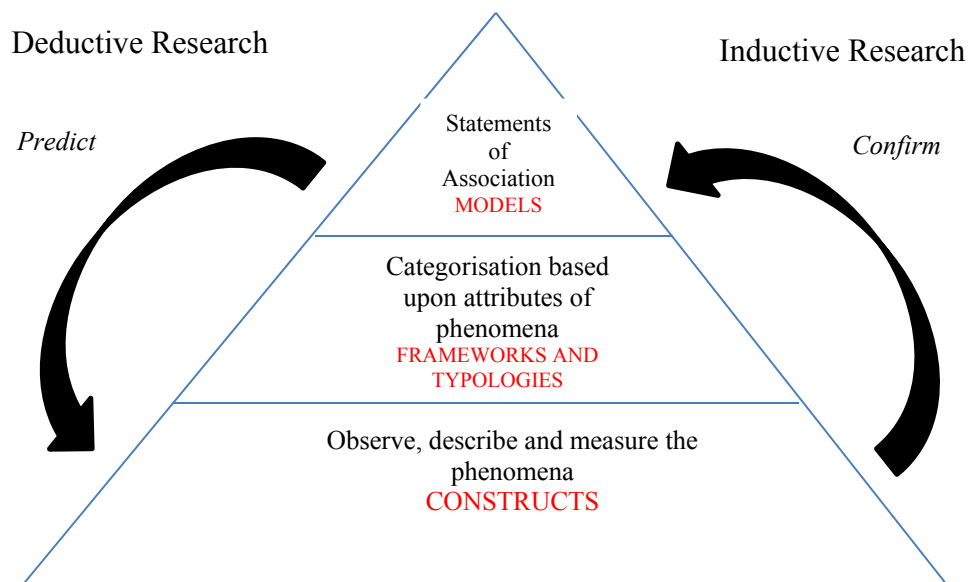 Deductive Research
Inductive Research
Predict
Confirm
Statements
of
Association
MODELS
Categorisation based
upon attributes of
phenomena
FRAMEWORKS AND
TYPOLOGIES
Observe, describe and measure the
phenomena
CONSTRUCTS